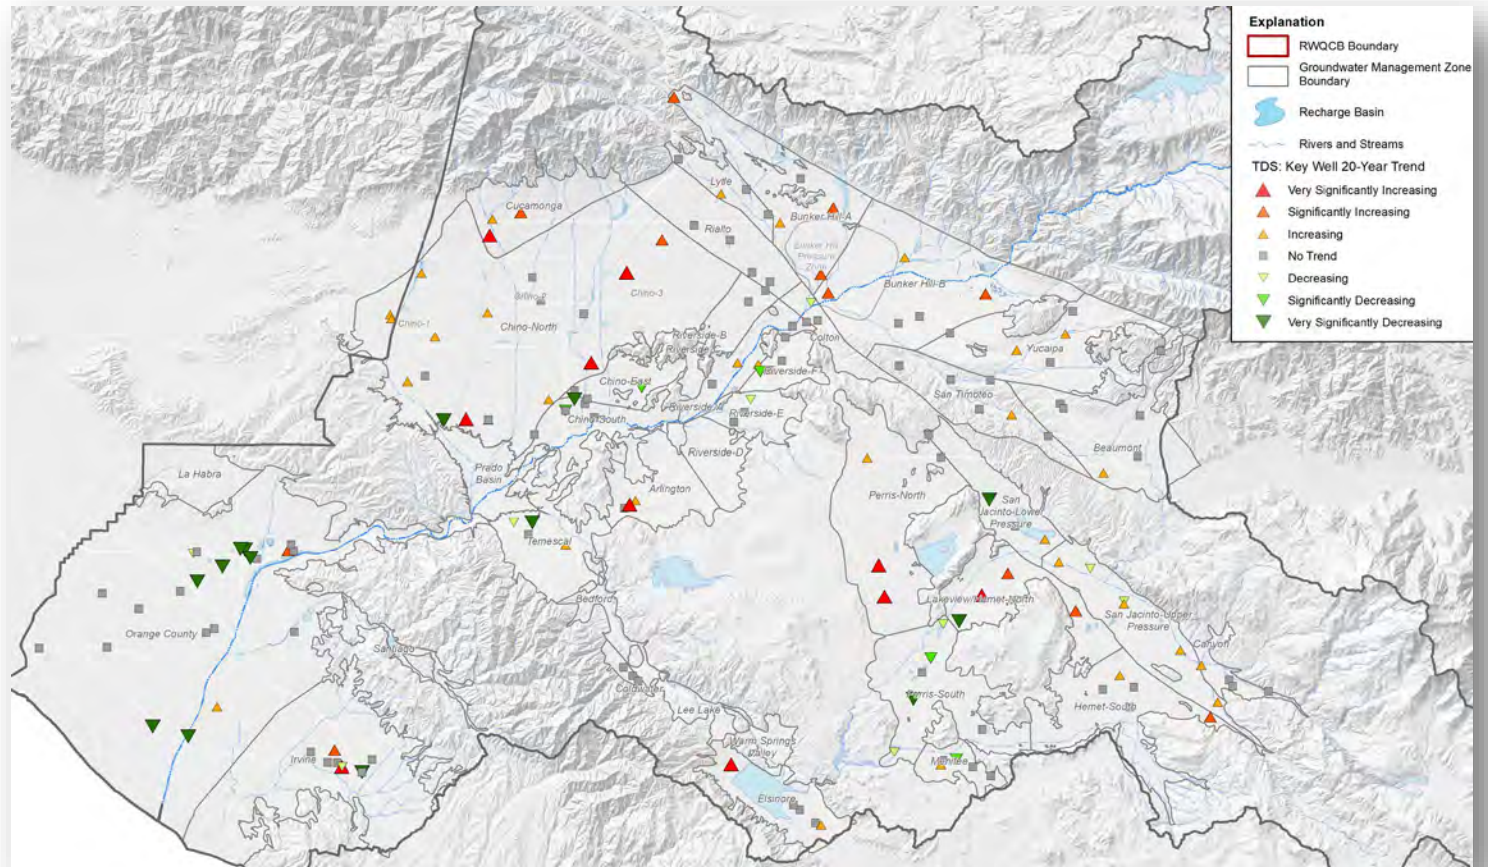 Explanation
RWQCB Boundary
Groundwater Management Zone
Boundary
Recharge Basin
Rivers and Streams
TDS: Key Well 20-Year Trend
Very Significantly Increasing
Significantly Increasing
Increasing
No Trend
Decreasing
Significantly Decreasing
Very Significantly Decreasing
Lytle
Cucamonga
Bunker Hill-A
Rialto
Bunker Hill
Pressure
Zone
Bunker Hill-B
Chino-3
Chino-2
Chino-1
Chino-North
Riverside-B
Colton
Yucaipa
Chino-East
Riverside-F
San Timoteo
Chino-South
Riverside-A
Riverside-E
Beaumont
Riverside-D
La Habra
Prado
Basin
Arlington
Perris-North
San
Jacinto-Lower
Pressure
Temescal
Bedford
Lakeview/Hemet-North
San Jacinto-Upper
Pressure
Orange County
Santiago
Canyon
Coldwater
Perris-South
Lee Lake
Hemet-South
Warm Springs
Valley
Irvine
Menifee
Elsinore